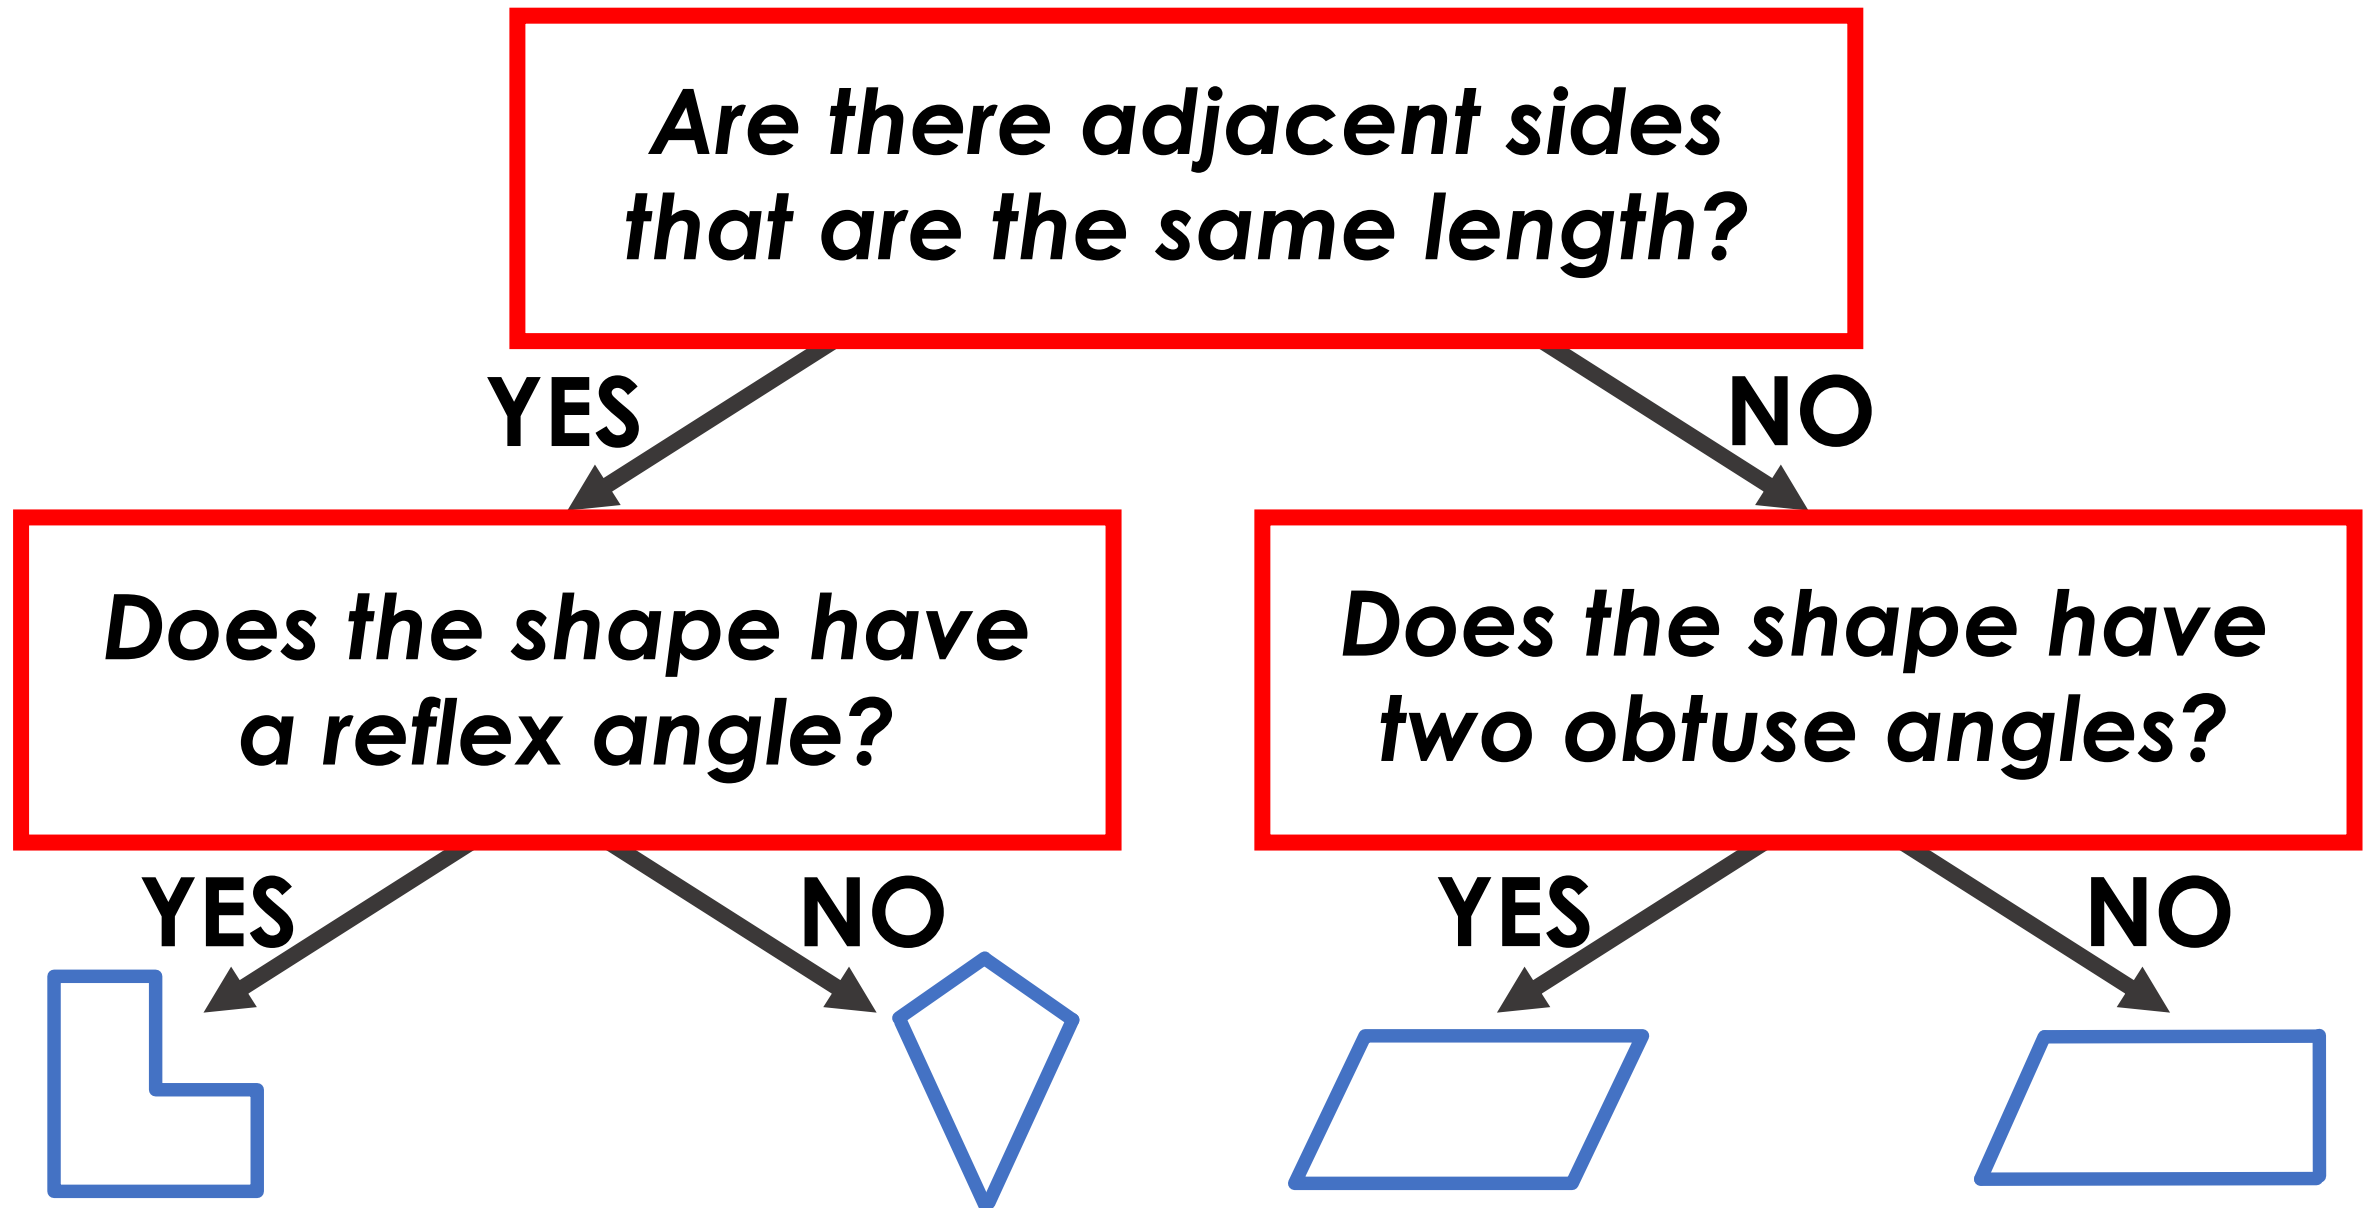 Are there adjacent sides
that are the same length?
YES
NO
Does the shape have
a reflex angle?
Does the shape have
two obtuse angles?
YES
NO
YES
NO